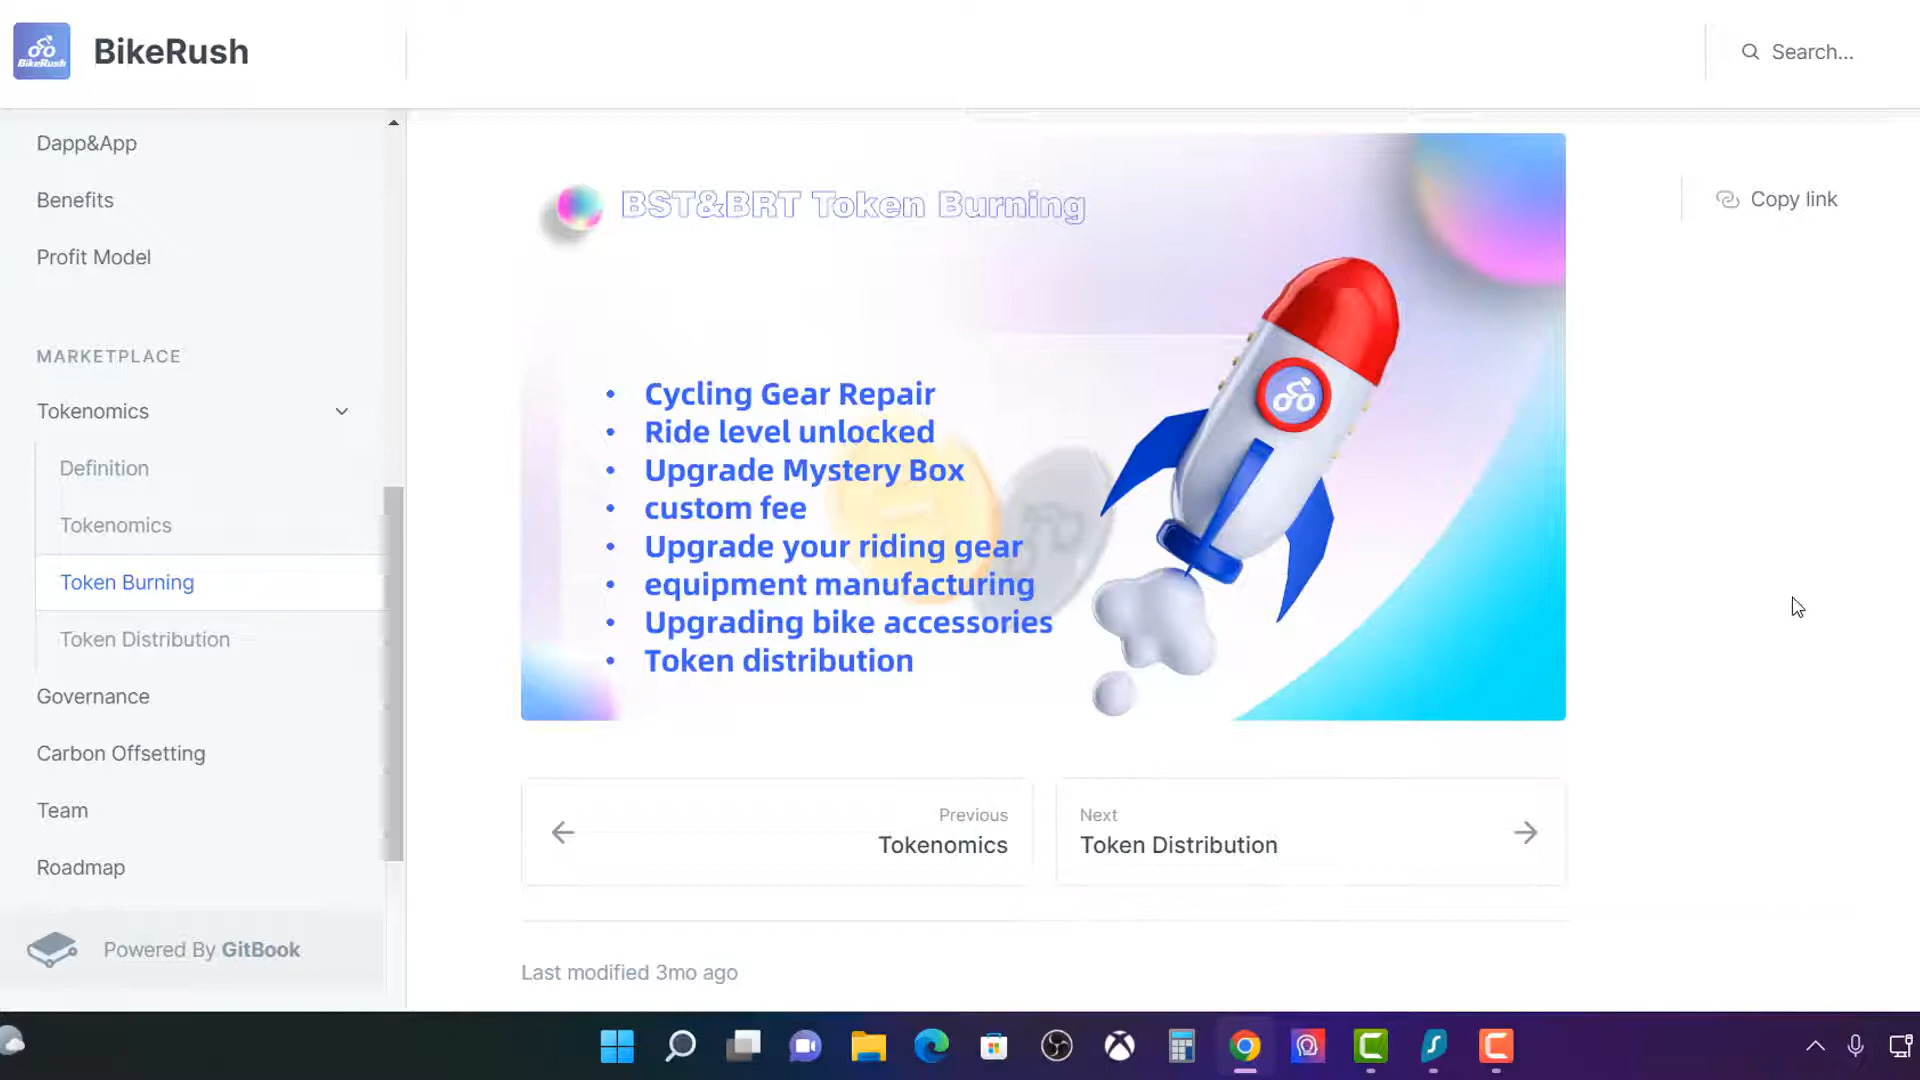 BikeRush
BikeRush
Search...
Dapp&App
Benefits
Profit Model
MARKETPLACE
Tokenomics
Definition
Tokenomics
Token Burning
Token Distribution
Governance
Carbon Offsetting
Team
Roadmap
Powered By GitBook
BST&BRT Token Burning
• Cycling Gear Repair
• Ride level unlocked
• Upgrade Mystery Box
• custom fee
• Upgrade your riding gear
• equipment manufacturing
• Upgrading bike accessories
• Token distribution
Copy link
Previous
Tokenomics
Next
Token Distribution
Last modified 3mo ago